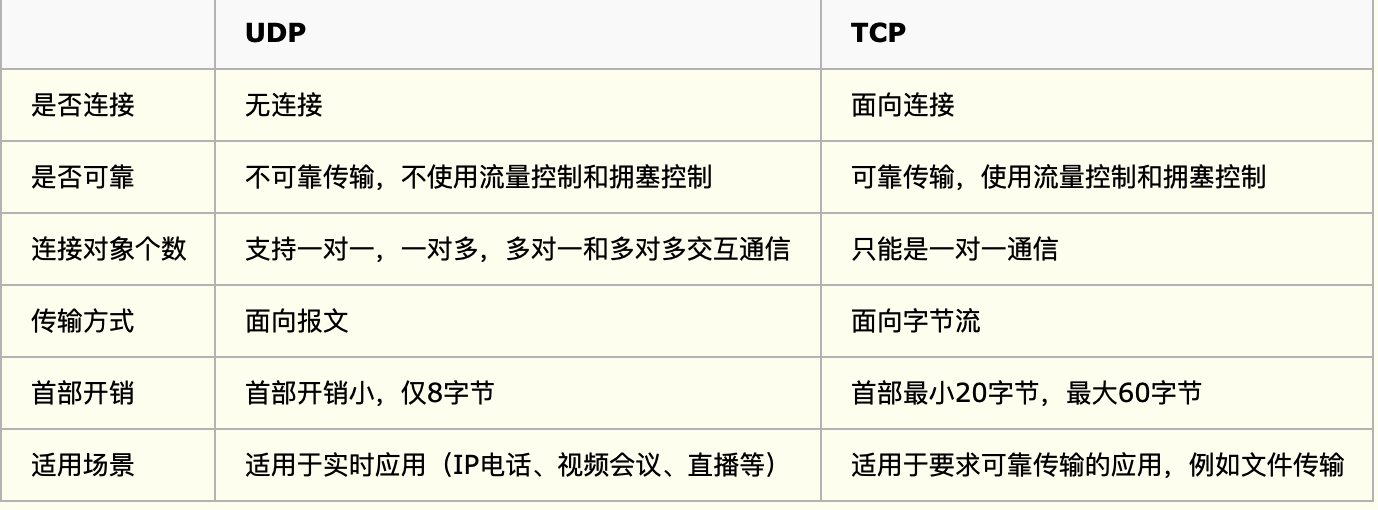 UDP TCP
是否连接 无连接 面向连接
是否可靠 不可靠传输，不使用流量控制和拥塞控制 可靠传输，使用流量控制和拥塞控制
连接对象个数 支持一对一，一对多，多对一和多对多交互通信 只能是一对一通信
传输方式 面向报文 面向字节流
首部开销 首部开销小，仅8字节 首部最小20字节，最大60字节
适用场景 适用于实时应用（IP电话、视频会议、直播等） 适用于要求可靠传输的应用，例如文件传输